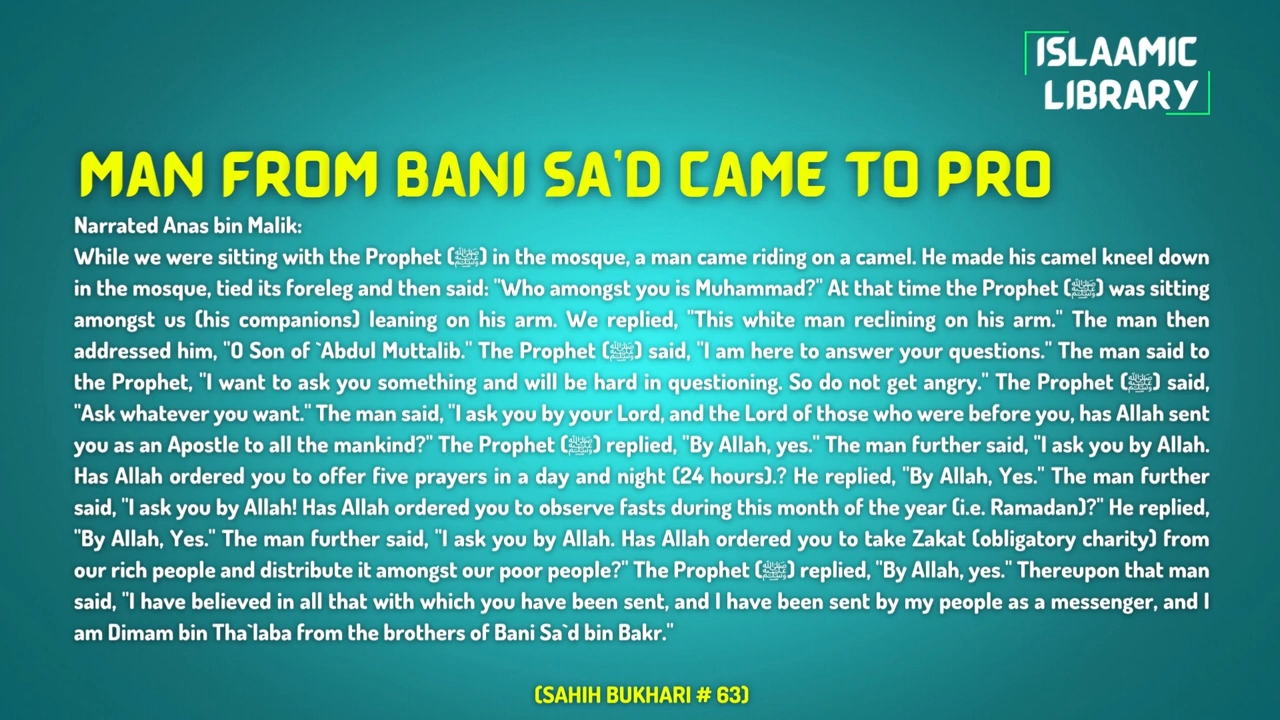 ISLAAMIC
LIBRARY
MAN FROM BANI SA'D CAME TO PRO
Narrated Anas bin Malik:
While we were sitting with the Prophet (ﷺ) in the mosque, a man came riding on a camel. He made his camel kneel down
in the mosque, tied its foreleg and then said: "Who amongst you is Muhammad?" At that time the Prophet (ﷺ) was sitting
amongst us (his companions) leaning on his arm. We replied, "This white man reclining on his arm." The man then
addressed him, "O Son of `Abdul Muttalib." The Prophet (ﷺ) said, "I am here to answer your questions." The man said to
the Prophet, "I want to ask you something and will be hard in questioning. So do not get angry." The Prophet (ﷺ) said,
"Ask whatever you want." The man said, "I ask you by your Lord, and the Lord of those who were before you, has Allah sent
you as an Apostle to all the mankind?" The Prophet (ﷺ) replied, "By Allah, yes." The man further said, "I ask you by Allah.
Has Allah ordered you to offer five prayers in a day and night (24 hours).? He replied, "By Allah, Yes." The man further
said, "I ask you by Allah! Has Allah ordered you to observe fasts during this month of the year (i.e. Ramadan)?" He replied,
"By Allah, Yes." The man further said, "I ask you by Allah. Has Allah ordered you to take Zakat (obligatory charity) from
our rich people and distribute it amongst our poor people?" The Prophet (ﷺ) replied, "By Allah, yes." Thereupon that man
said, "I have believed in all that with which you have been sent, and I have been sent by my people as a messenger, and I
am Dimam bin Tha`laba from the brothers of Bani Sa`d bin Bakr."
(SAHIH BUKHARI # 63)